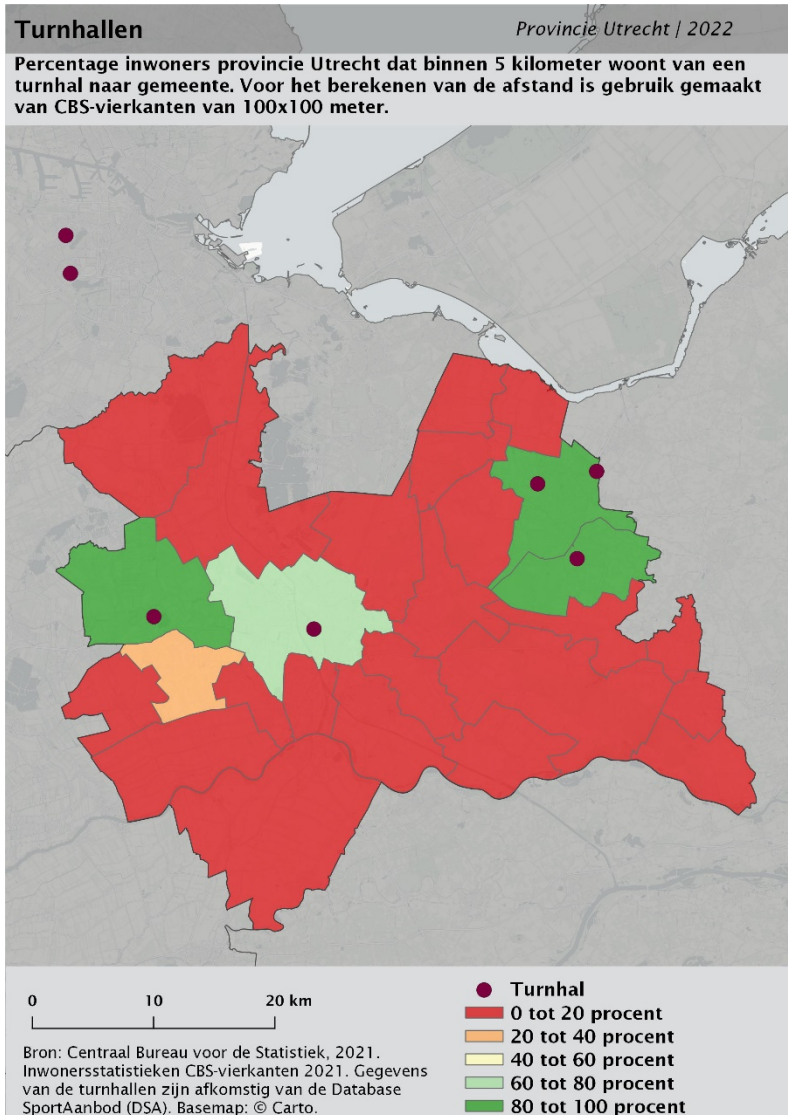 Turnhallen
Provincie Utrecht | 2022
Percentage inwoners provincie Utrecht dat binnen 5 kilometer woont van een
turnhal naar gemeente. Voor het berekenen van de afstand is gebruik gemaakt
van CBS-vierkanten van 100x100 meter.
0 10 20 km
Bron: Centraal Bureau voor de Statistiek, 2021.
Inwonersstatistieken CBS-vierkanten 2021. Gegevens
van de turnhallen zijn afkomstig van de Database
SportAanbod (DSA). Basemap: © Carto.
Turnhal
0 tot 20 procent
20 tot 40 procent
40 tot 60 procent
60 tot 80 procent
80 tot 100 procent